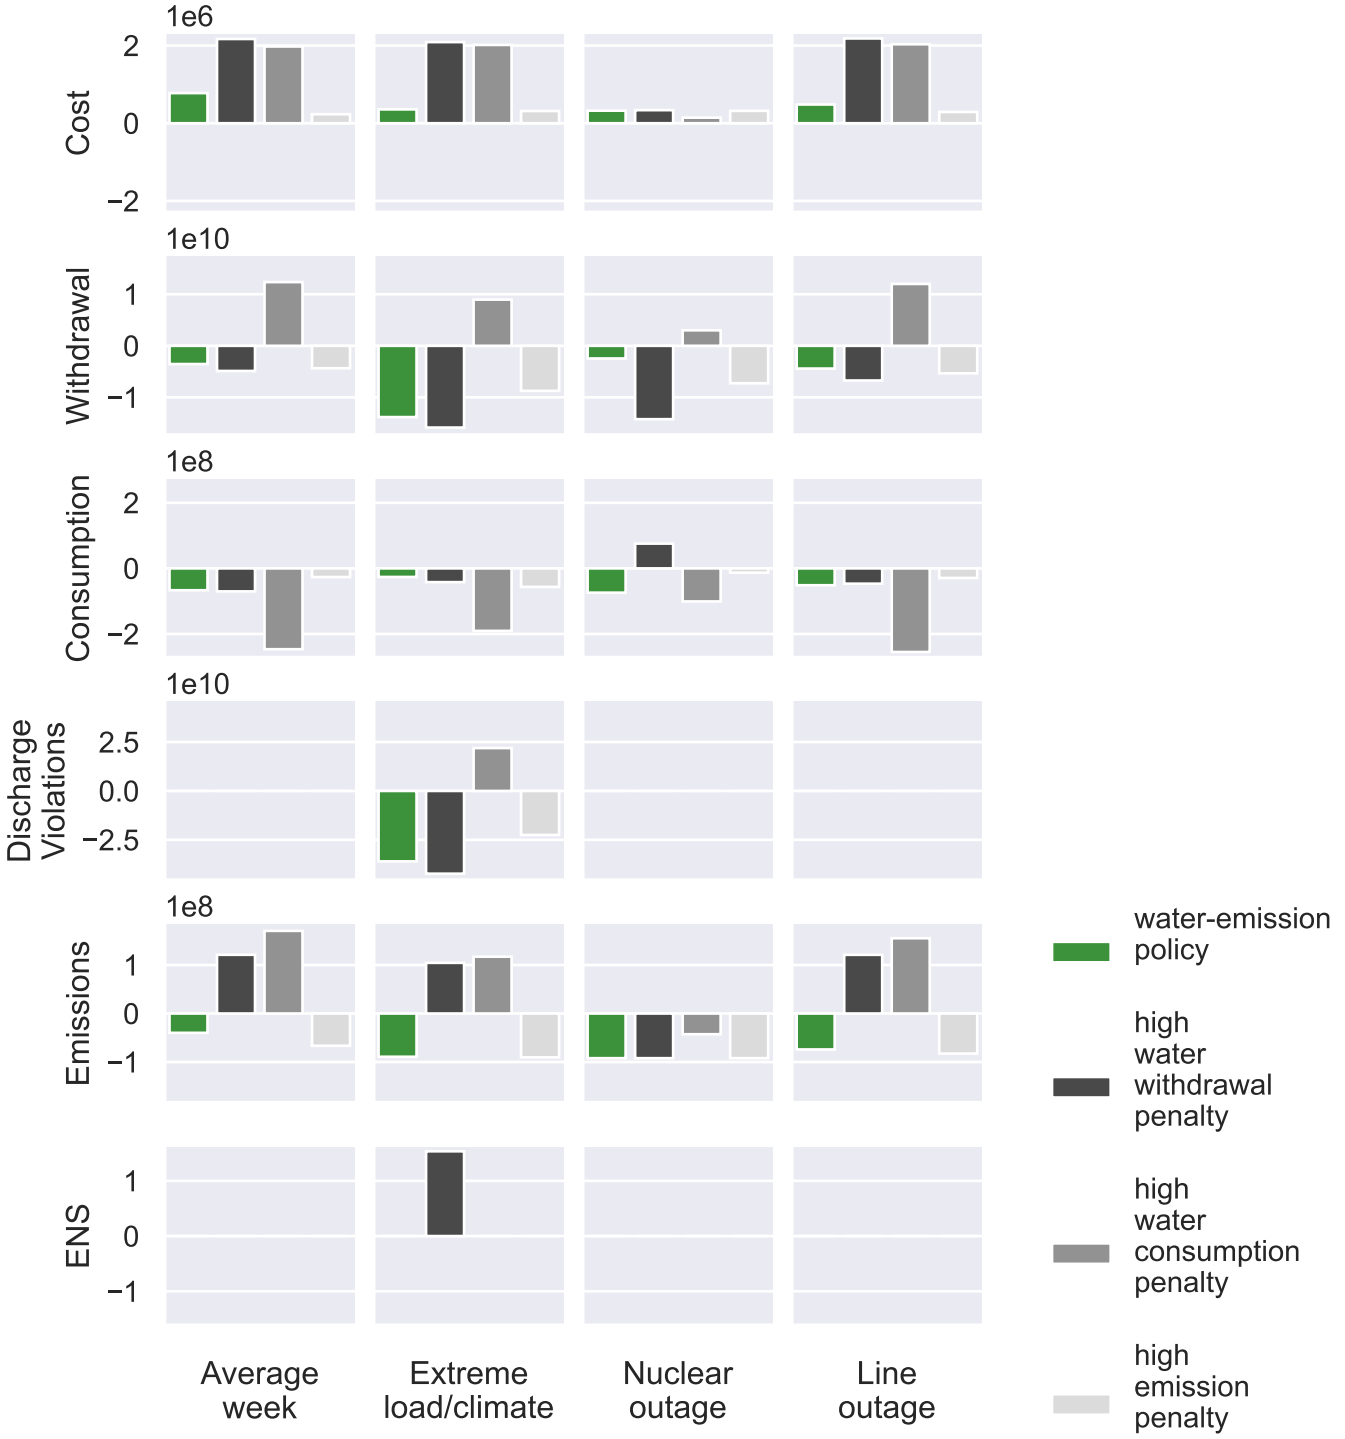 1e6
2
0
−2
Cost
1e10
1
0
−1
Withdrawal
1e8
2
0
−2
Consumption
1e10
2.5
0.0
−2.5
Discharge
Violations
1e8
1
0
−1
Emissions
1
0
−1
ENS
Average
week
Extreme
load/climate
Nuclear
outage
Line
outage
water-emission
policy
high
water
withdrawal
penalty
high
water
consumption
penalty
high
emission
penalty